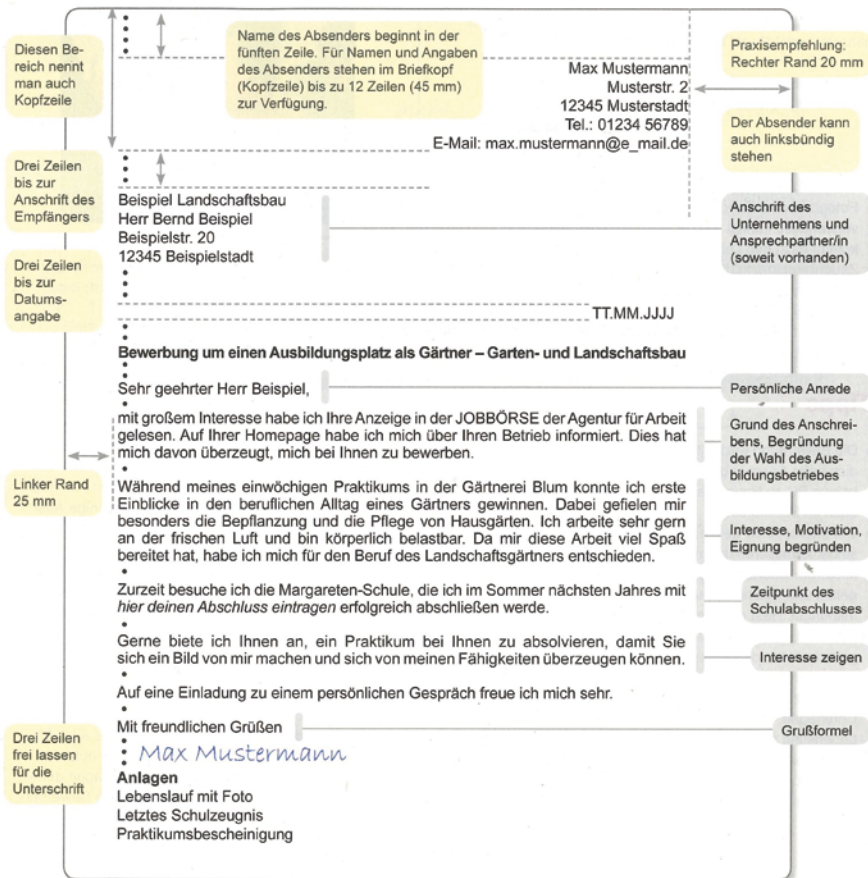 Diesen Be-
reich nennt
man auch
Kopfzeile
Name des Absenders beginnt in der
fünften Zeile. Für Namen und Angaben
des Absenders stehen im Briefkopf
(Kopfzeile) bis zu 12 Zeilen (45 mm)
zur Verfügung.
Max Mustermann
Musterstr. 2
12345 Musterstadt
Tel.: 01234 56789
E-Mail: max.mustermann@e_mail.de
Praxisempfehlung:
Rechter Rand 20 mm
Der Absender kann
auch linksbündig
stehen
Drei Zeilen
bis zur
Anschrift des
Empfängers
Beispiel Landschaftsbau
Herr Bernd Beispiel
Beispielstr. 20
12345 Beispielstadt
Anschrift des
Unternehmens und
Ansprechpartner/in
(soweit vorhanden)
Drei Zeilen
bis zur
Datums-
angabe
TT.MM.JJJJ
Bewerbung um einen Ausbildungsplatz als Gärtner – Garten- und Landschaftsbau
Sehr geehrter Herr Beispiel,
Persönliche Anrede
mit großem Interesse habe ich Ihre Anzeige in der JOBBÖRSE der Agentur für Arbeit
gelesen. Auf Ihrer Homepage habe ich mich über Ihren Betrieb informiert. Dies hat
mich davon überzeugt, mich bei Ihnen zu bewerben.
Grund des Anschrei-
bens, Begründung
der Wahl des Aus-
bildungsbetriebes
Linker Rand
25 mm
Während meines einwöchigen Praktikums in der Gärtnerei Blum konnte ich erste
Einblicke in den beruflichen Alltag eines Gärtners gewinnen. Dabei gefielen mir
besonders die Bepflanzung und die Pflege von Hausgärten. Ich arbeite sehr gern
an der frischen Luft und bin körperlich belastbar. Da mir diese Arbeit viel Spaß
bereitet hat, habe ich mich für den Beruf des Landschaftsgärtners entschieden.
Interesse, Motivation,
Eignung begründen
Zurzeit besuche ich die Margareten-Schule, die ich im Sommer nächsten Jahres mit
hier deinen Abschluss eintragen erfolgreich abschließen werde.
Zeitpunkt des
Schulabschlusses
Gerne biete ich Ihnen an, ein Praktikum bei Ihnen zu absolvieren, damit Sie
sich ein Bild von mir machen und sich von meinen Fähigkeiten überzeugen können.
Interesse zeigen
Auf eine Einladung zu einem persönlichen Gespräch freue ich mich sehr.
Mit freundlichen Grüßen
Grußformel
Drei Zeilen
frei lassen
für die
Unterschrift
Max Mustermann
Anlagen
Lebenslauf mit Foto
Letztes Schulzeugnis
Praktikumsbescheinigung